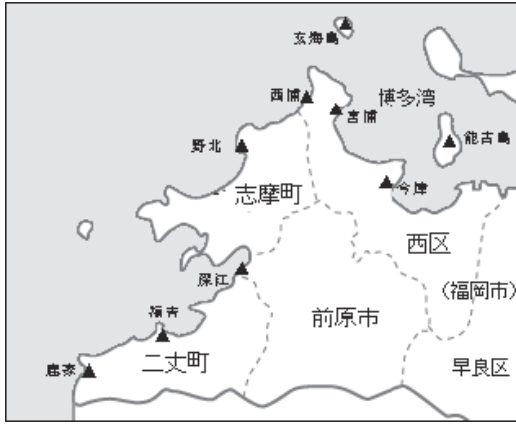 玄海島
西浦
博多湾
宮浦
能古島
野北
今津
志摩町
西区
深江
(福岡市)
福吉
前原市
二丈町
早良区
鹿家